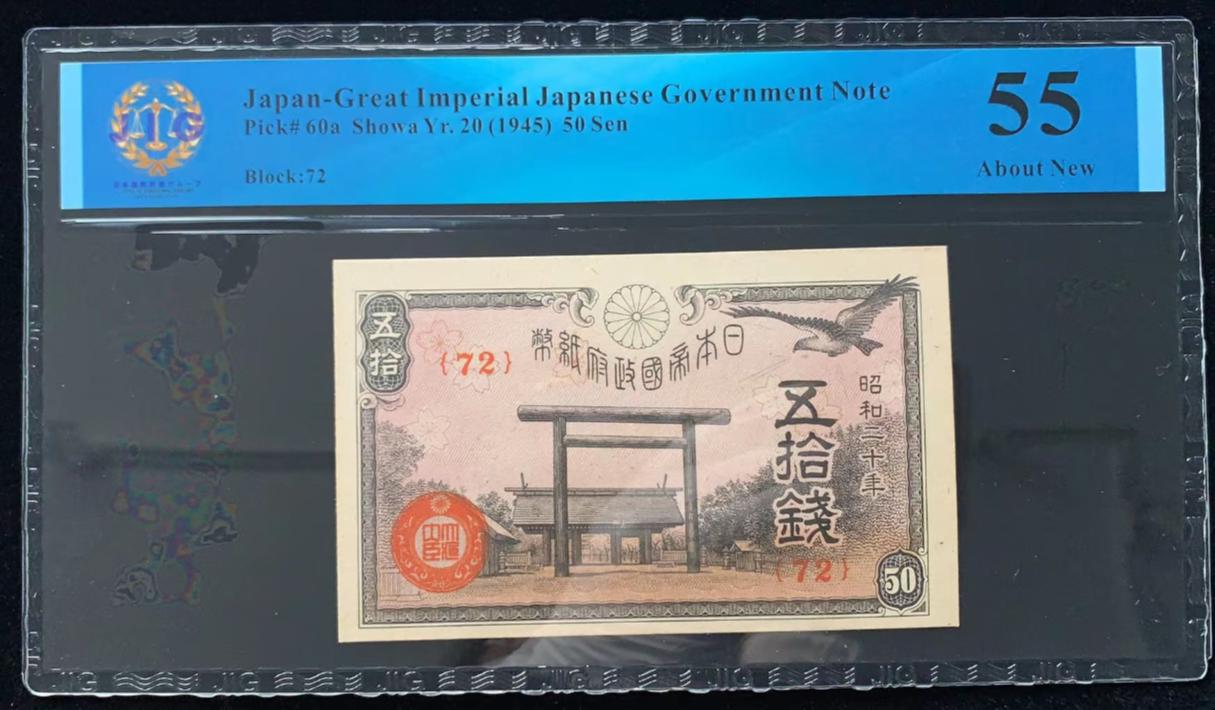 Japan-Great Imperial Japanese Government Note
Pick# 60a Showa Yr. 20 (1945) 50 Sen
Block:72
55
About New
JIG
五拾
{72}
日本帝國政府紙幣
五拾錢
昭和二十年
{72}
50